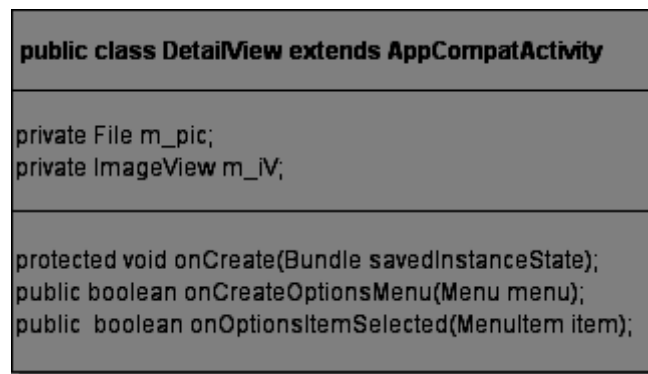 public class DetailView extends AppCompatActivity
private File m_pic;
private ImageView m_iV;
protected void onCreate(Bundle savedInstanceState);
public boolean onCreateOptionsMenu(Menu menu);
public  boolean onOptionsItemSelected(MenuItem item);